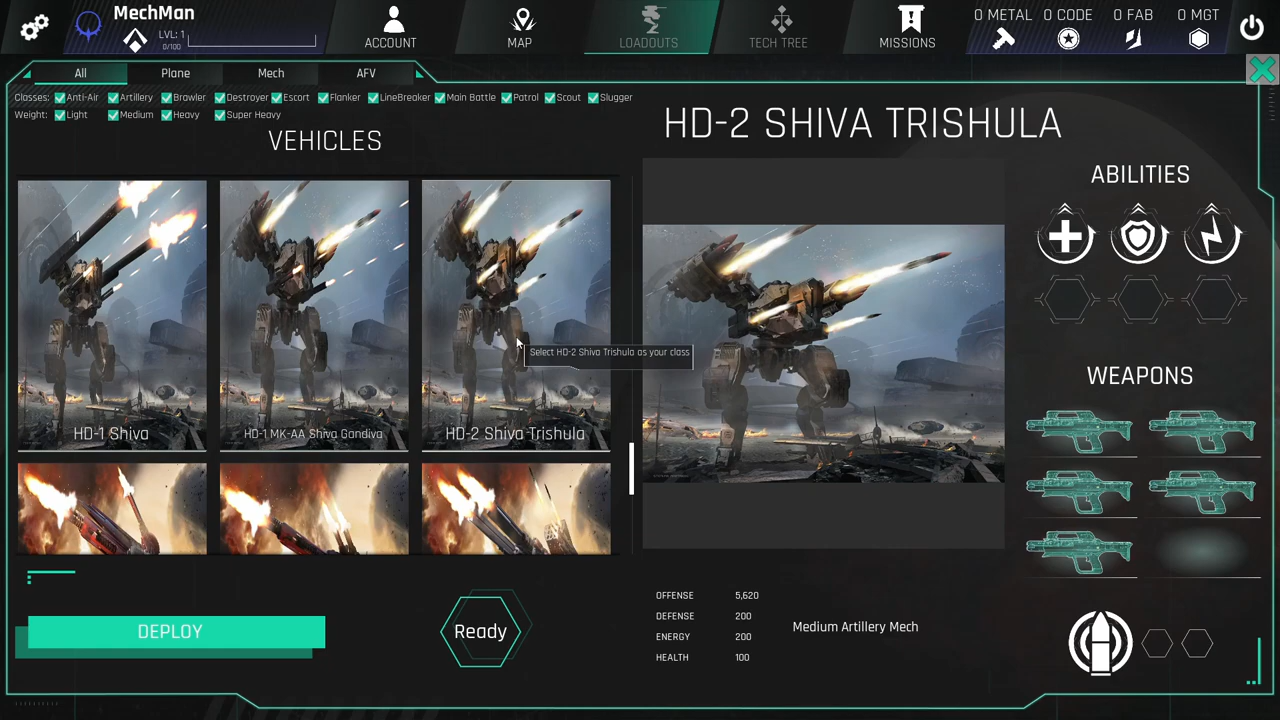 MechMan
LVL: 1
0/100
ACCOUNT
MAP
LOADOUTS
TECH TREE
MISSIONS
0 METAL 0 CODE 0 FAB 0 MGT
All Plane Mech AFV
Classes: Anti-Air Artillery Brawler Destroyer Escort Flanker LineBreaker Main Battle Patrol Scout Slugger
Weight: Light Medium Heavy Super Heavy
VEHICLES
HD-1 Shiva
HD-1 MK-AA Shiva Gandiva
HD-2 Shiva Trishula
Select HD-2 Shiva Trishula as your class
DEPLOY
Ready
HD-2 SHIVA TRISHULA
OFFENSE 5,620
DEFENSE 200
ENERGY 200
HEALTH 100
Medium Artillery Mech
ABILITIES
WEAPONS